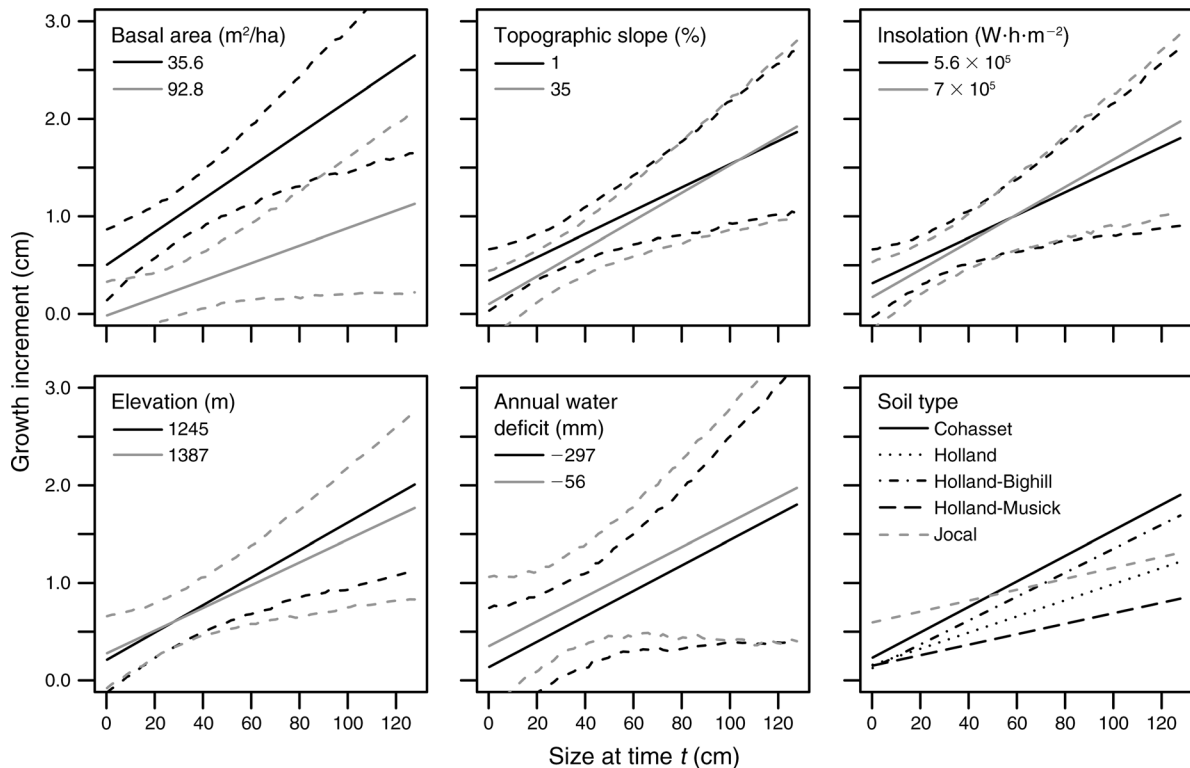 Growth increment (cm)
3.0
2.0
1.0
0.0
Basal area (m²/ha)
35.6
92.8
Topographic slope (%)
1
35
Insolation (W·h·m⁻²)
5.6 × 10⁵
7 × 10⁵
3.0
2.0
1.0
0.0
Elevation (m)
1245
1387
Annual water
deficit (mm)
−297
−56
Soil type
Cohasset
Holland
Holland-Bighill
Holland-Musick
Jocal
0 20 40 60 80 100 120
0 20 40 60 80 100 120
0 20 40 60 80 100 120
Size at time t (cm)